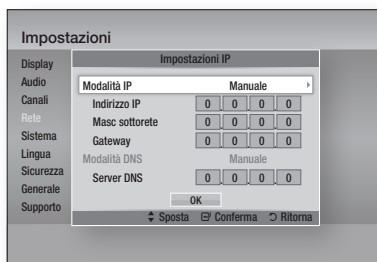 Impostazioni
Display
Audio
Canali
Rete
Sistema
Lingua
Sicurezza
Generale
Supporto
Impostazioni IP
Modalità IP Manuale
Indirizzo IP 0 . 0 . 0 . 0
Masc sottorete 0 . 0 . 0 . 0
Gateway 0 . 0 . 0 . 0
Modalità DNS Manuale
Server DNS 0 . 0 . 0 . 0
OK
Sposta Conferma Ritorna